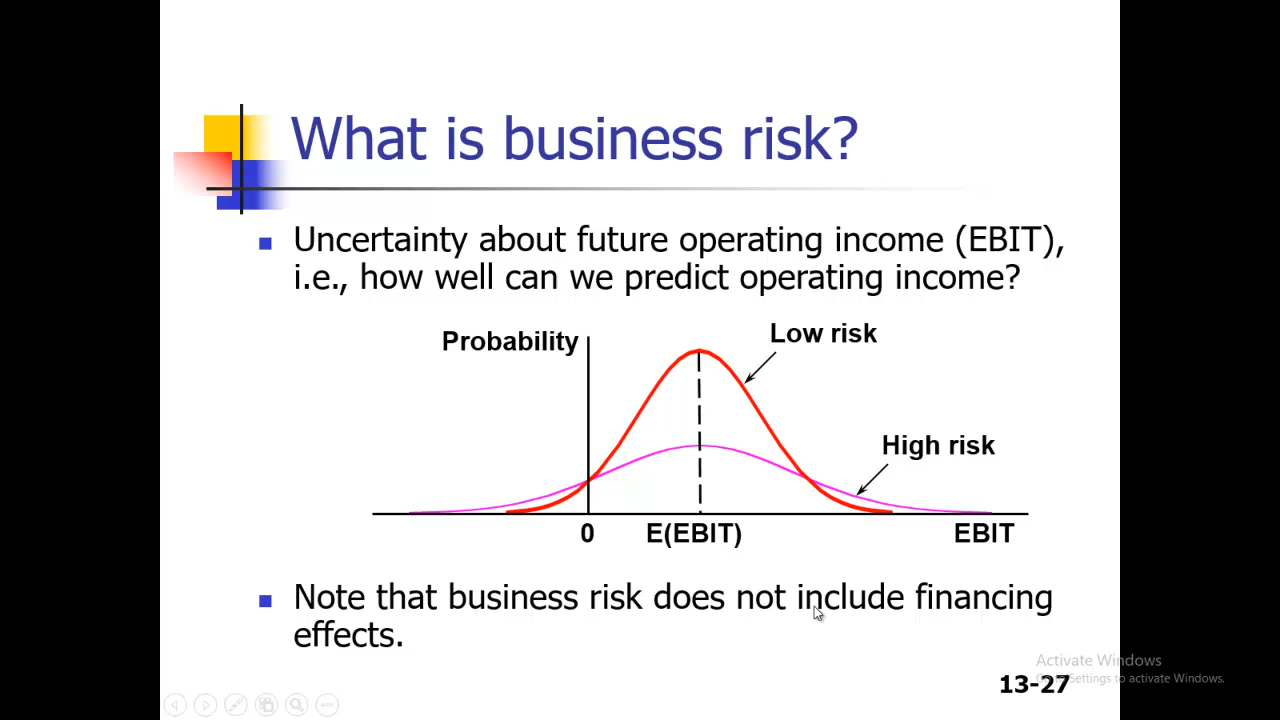 What is business risk?
Uncertainty about future operating income (EBIT),
i.e., how well can we predict operating income?
Probability
Low risk
High risk
0
E(EBIT)
EBIT
Note that business risk does not include financing
effects.
Activate Windows
Go to Settings to activate Windows.
13-27